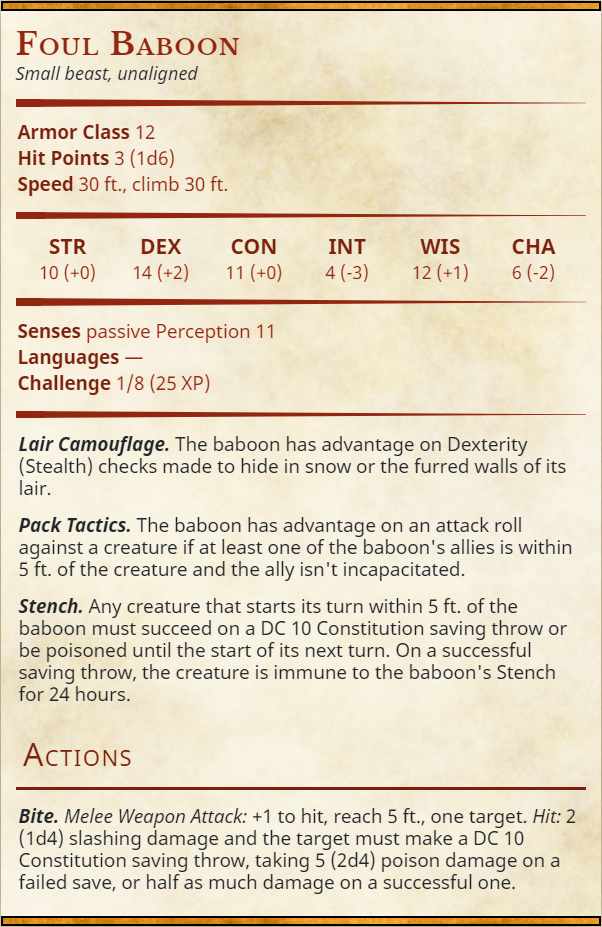 Foul Baboon
Small beast, unaligned
Armor Class 12
Hit Points 3 (1d6)
Speed 30 ft., climb 30 ft.
STR DEX CON INT WIS CHA
10 (+0) 14 (+2) 11 (+0) 4 (-3) 12 (+1) 6 (-2)
Senses passive Perception 11
Languages —
Challenge 1/8 (25 XP)
Lair Camouflage. The baboon has advantage on Dexterity
(Stealth) checks made to hide in snow or the furred walls of its
lair.
Pack Tactics. The baboon has advantage on an attack roll
against a creature if at least one of the baboon's allies is within
5 ft. of the creature and the ally isn't incapacitated.
Stench. Any creature that starts its turn within 5 ft. of the
baboon must succeed on a DC 10 Constitution saving throw or
be poisoned until the start of its next turn. On a successful
saving throw, the creature is immune to the baboon's Stench
for 24 hours.
Actions
Bite. Melee Weapon Attack: +1 to hit, reach 5 ft., one target. Hit: 2
(1d4) slashing damage and the target must make a DC 10
Constitution saving throw, taking 5 (2d4) poison damage on a
failed save, or half as much damage on a successful one.